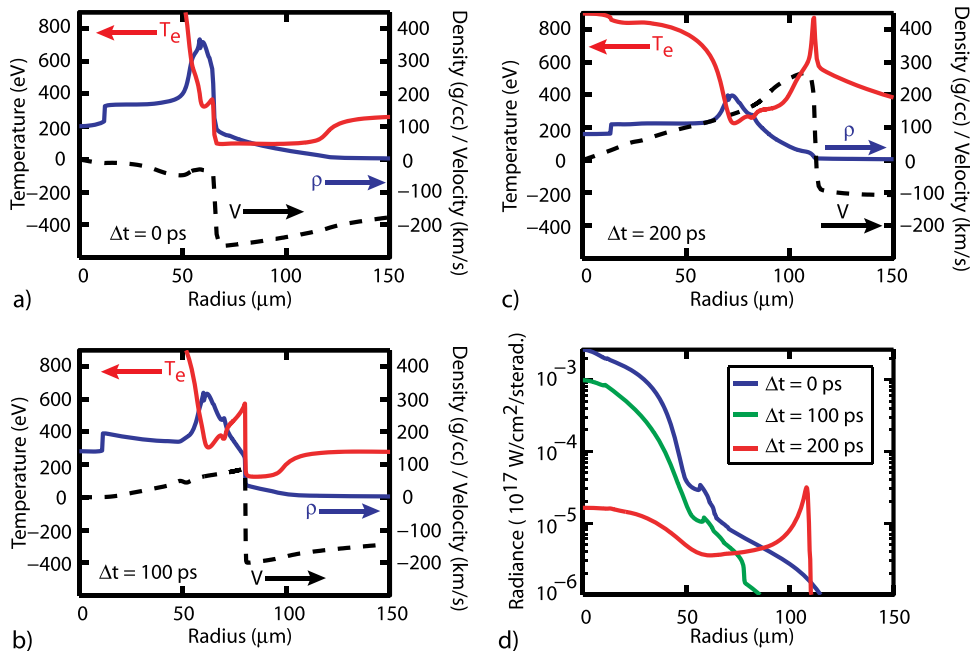 800
600
400
200
0
−200
−400
Temperature (eV)
Te
ρ
V
Δt = 0 ps
400
300
200
100
0
−100
−200
Density (g/cc) / Velocity (km/s)
0
50
100
150
Radius (μm)
a)
800
600
400
200
0
−200
−400
Temperature (eV)
Te
ρ
V
Δt = 200 ps
400
300
200
100
0
−100
−200
Density (g/cc) / Velocity (km/s)
0
50
100
150
Radius (μm)
c)
800
600
400
200
0
−200
−400
Temperature (eV)
Te
ρ
V
Δt = 100 ps
400
300
200
100
0
−100
−200
Density (g/cc) / Velocity (km/s)
0
50
100
150
Radius (μm)
b)
10⁻³
10⁻⁴
10⁻⁵
10⁻⁶
Radiance ( 10¹⁷ W/cm²/sterad.)
Δt = 0 ps
Δt = 100 ps
Δt = 200 ps
0
50
100
150
Radius (μm)
d)